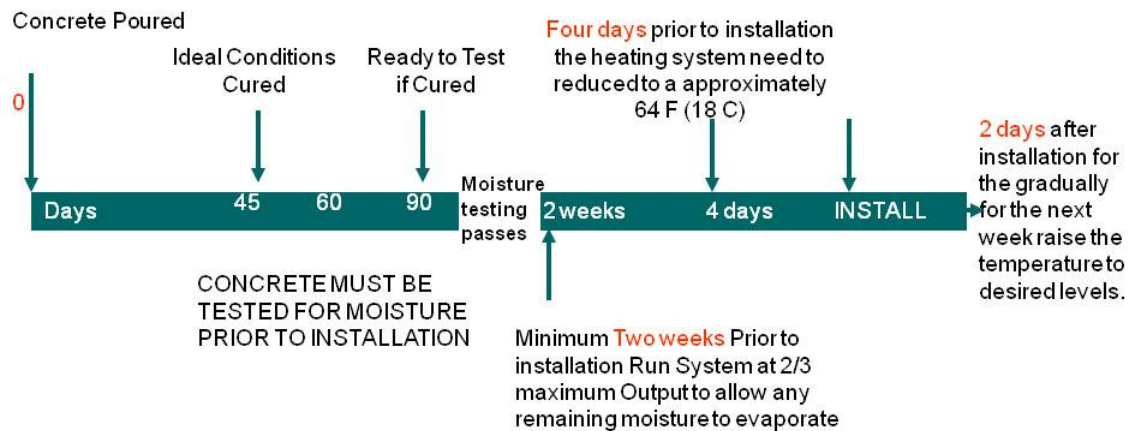 Concrete Poured
0
Ideal Conditions
Cured
Ready to Test
if Cured
Four days prior to installation
the heating system need to
reduced to a approximately
64 F (18 C)
Days
45
60
90
Moisture
testing
passes
2 weeks
4 days
INSTALL
2 days after
installation for
the gradually
for the next
week raise the
temperature to
desired levels.
CONCRETE MUST BE
TESTED FOR MOISTURE
PRIOR TO INSTALLATION
Minimum Two weeks Prior to
installation Run System at 2/3
maximum Output to allow any
remaining moisture to evaporate